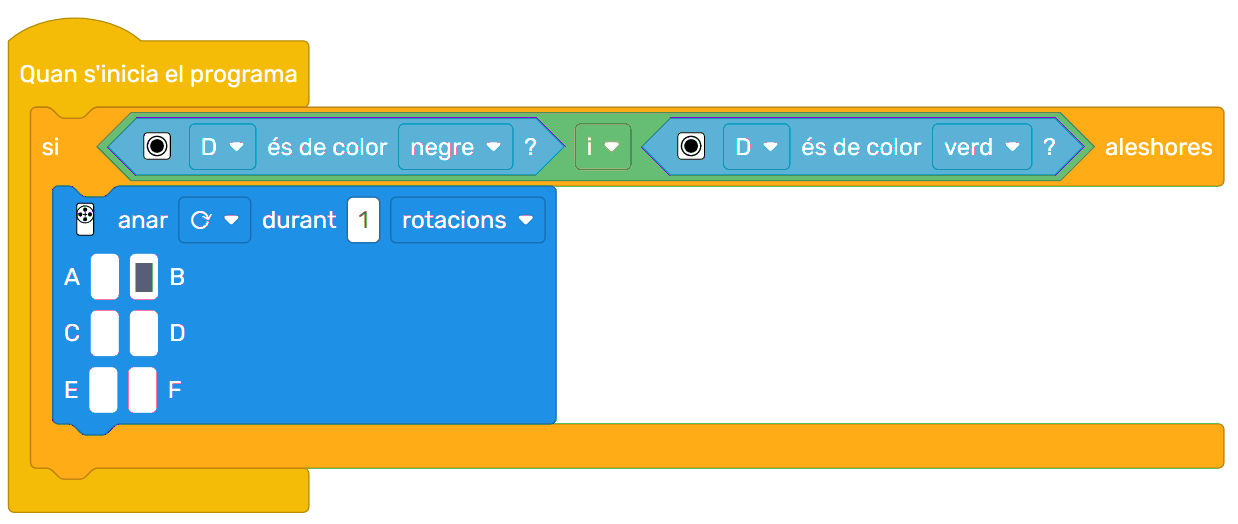 Quan s'inicia el programa
si D és de color negre ? i D és de color verd ? aleshores
anar durant 1 rotacions
A B
C D
E F